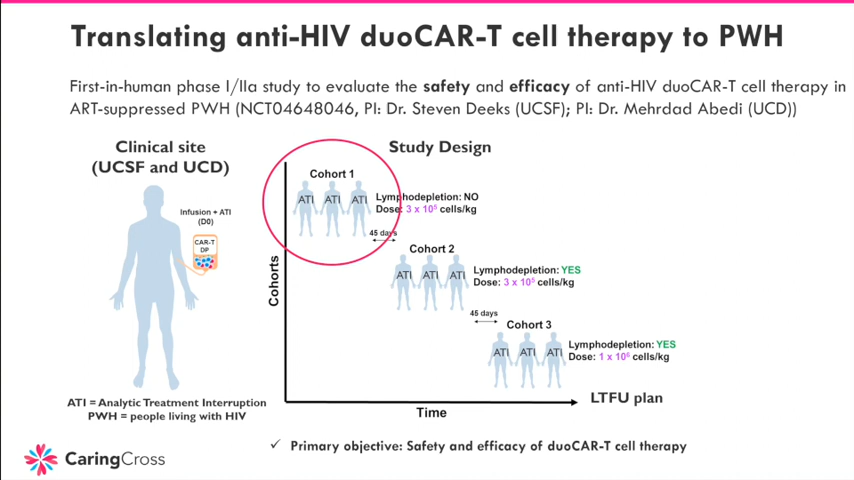 Translating anti-HIV duoCAR-T cell therapy to PWH
First-in-human phase I/IIa study to evaluate the safety and efficacy of anti-HIV duoCAR-T cell therapy in
ART-suppressed PWH (NCT04648046, PI: Dr. Steven Deeks (UCSF); PI: Dr. Mehrdad Abedi (UCD))
Clinical site
(UCSF and UCD)
Infusion + ATI
(D0)
CAR-T
DP
ATI = Analytic Treatment Interruption
PWH = people living with HIV
Study Design
Cohorts
Cohort 1
ATI ATI ATI
Lymphodepletion: NO
Dose: 3 x 10⁵ cells/kg
45 days
Cohort 2
ATI ATI ATI
Lymphodepletion: YES
Dose: 3 x 10⁵ cells/kg
45 days
Cohort 3
ATI ATI ATI
Lymphodepletion: YES
Dose: 1 x 10⁶ cells/kg
LTFU plan
Time
✓ Primary objective: Safety and efficacy of duoCAR-T cell therapy
CaringCross